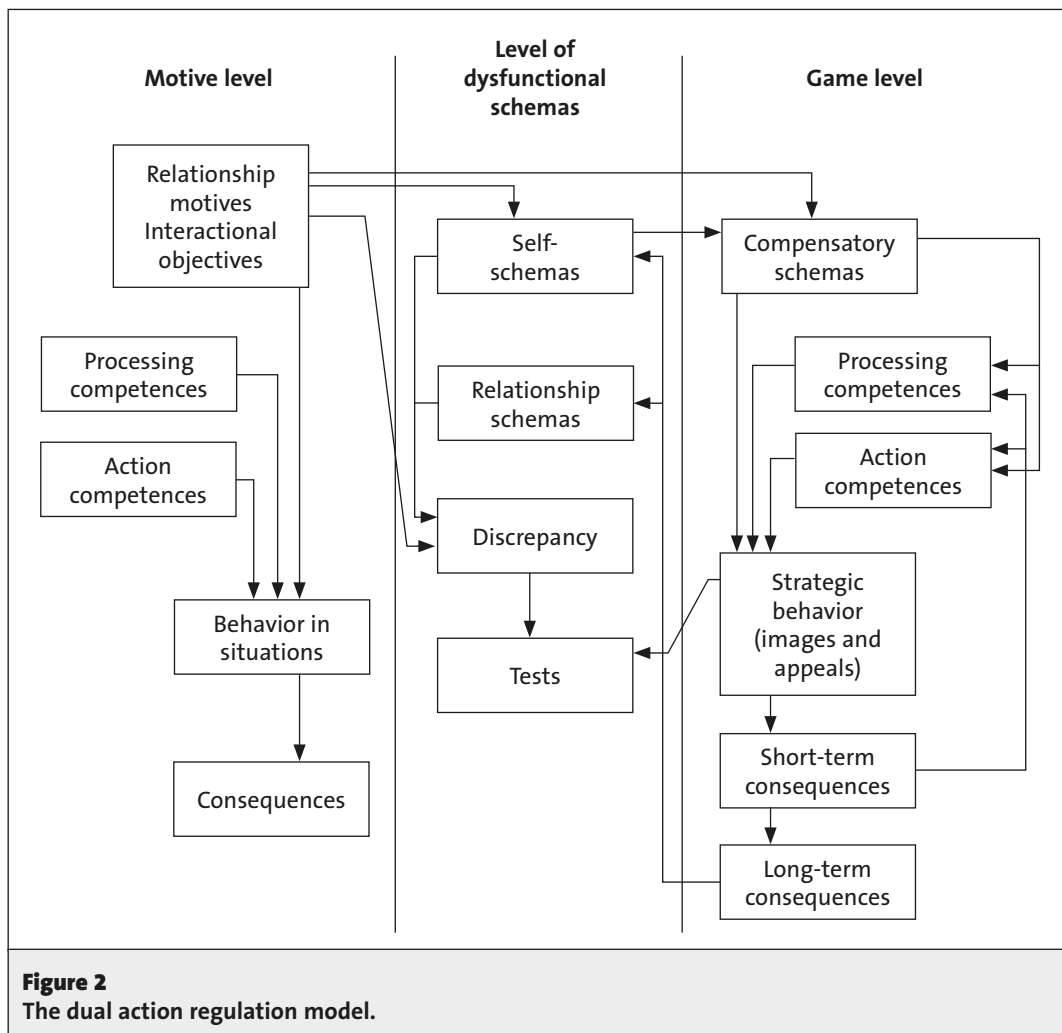 Motive level
Level of
dysfunctional
schemas
Game level
Relationship
motives
Interactional
objectives
Processing
competences
Action
competences
Behavior in
situations
Consequences
Self-
schemas
Relationship
schemas
Discrepancy
Tests
Compensatory
schemas
Processing
competences
Action
competences
Strategic
behavior
(images and
appeals)
Short-term
consequences
Long-term
consequences
Figure 2
The dual action regulation model.